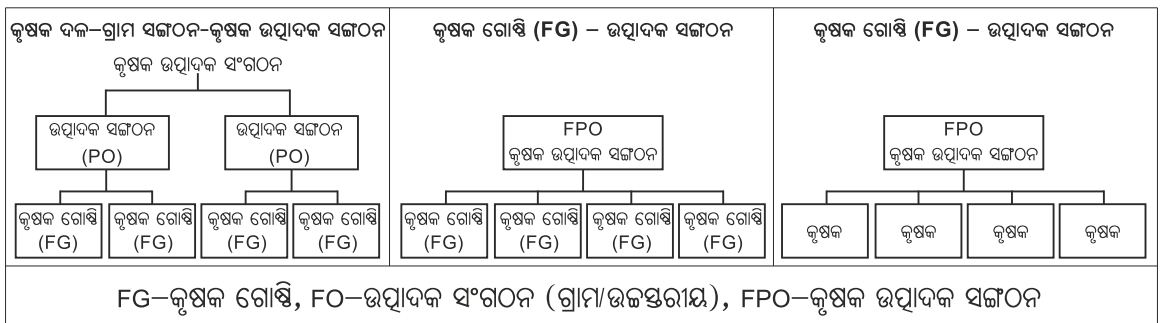 କୃଷକ ଦଳ–ଗ୍ରାମ ସଙ୍ଗଠନ-କୃଷକ ଉତ୍ପାଦକ ସଙ୍ଗଠନ
କୃଷକ ଉତ୍ପାଦକ ସଂଗଠନ
ଉତ୍ପାଦକ ସଙ୍ଗଠନ
(PO)
ଉତ୍ପାଦକ ସଙ୍ଗଠନ
(PO)
କୃଷକ ଗୋଷ୍ଠି
(FG)
କୃଷକ ଗୋଷ୍ଠି
(FG)
କୃଷକ ଗୋଷ୍ଠି
(FG)
କୃଷକ ଗୋଷ୍ଠି
(FG)
କୃଷକ ଗୋଷ୍ଠି (FG) – ଉତ୍ପାଦକ ସଙ୍ଗଠନ
FPO
କୃଷକ ଉତ୍ପାଦକ ସଙ୍ଗଠନ
କୃଷକ ଗୋଷ୍ଠି
(FG)
କୃଷକ ଗୋଷ୍ଠି
(FG)
କୃଷକ ଗୋଷ୍ଠି
(FG)
କୃଷକ ଗୋଷ୍ଠି
(FG)
କୃଷକ ଗୋଷ୍ଠି (FG) – ଉତ୍ପାଦକ ସଙ୍ଗଠନ
FPO
କୃଷକ ଉତ୍ପାଦକ ସଙ୍ଗଠନ
କୃଷକ
କୃଷକ
କୃଷକ
କୃଷକ
FG–କୃଷକ ଗୋଷ୍ଠି, FO–ଉତ୍ପାଦକ ସଂଗଠନ (ଗ୍ରାମ/ଉଚ୍ଚସ୍ତରୀୟ), FPO–କୃଷକ ଉତ୍ପାଦକ ସଙ୍ଗଠନ